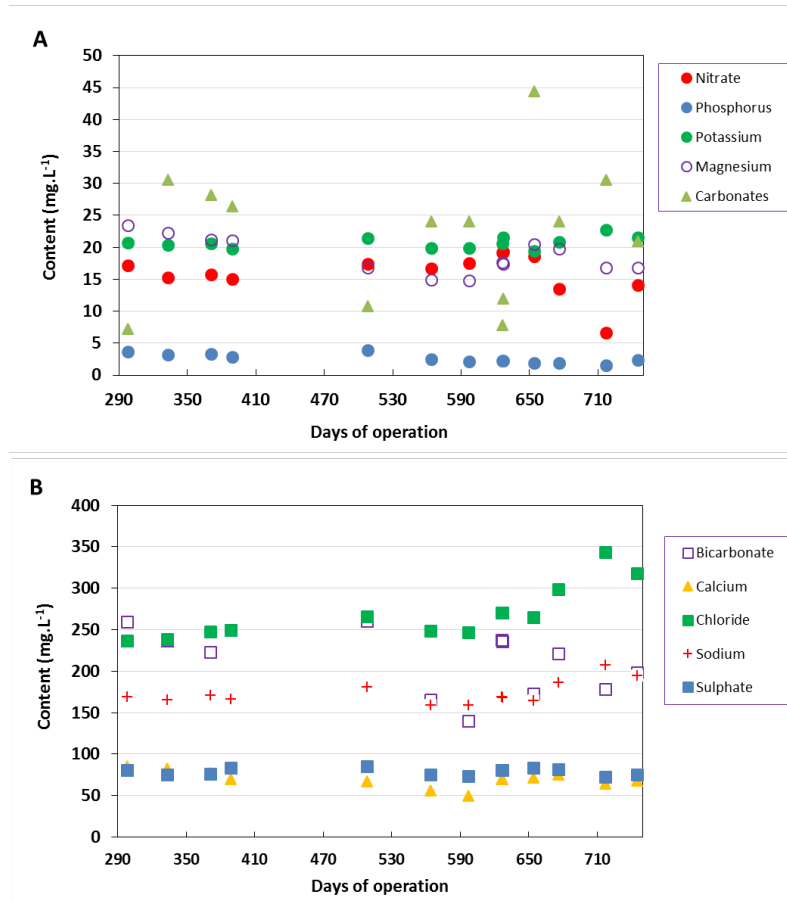 A
50
45
40
35
30
25
20
15
10
5
0
Content (mg.L-1)
290 350 410 470 530 590 650 710
Days of operation
Nitrate
Phosphorus
Potassium
Magnesium
Carbonates
B
400
350
300
250
200
150
100
50
0
Content (mg.L-1)
290 350 410 470 530 590 650 710
Days of operation
Bicarbonate
Calcium
Chloride
Sodium
Sulphate